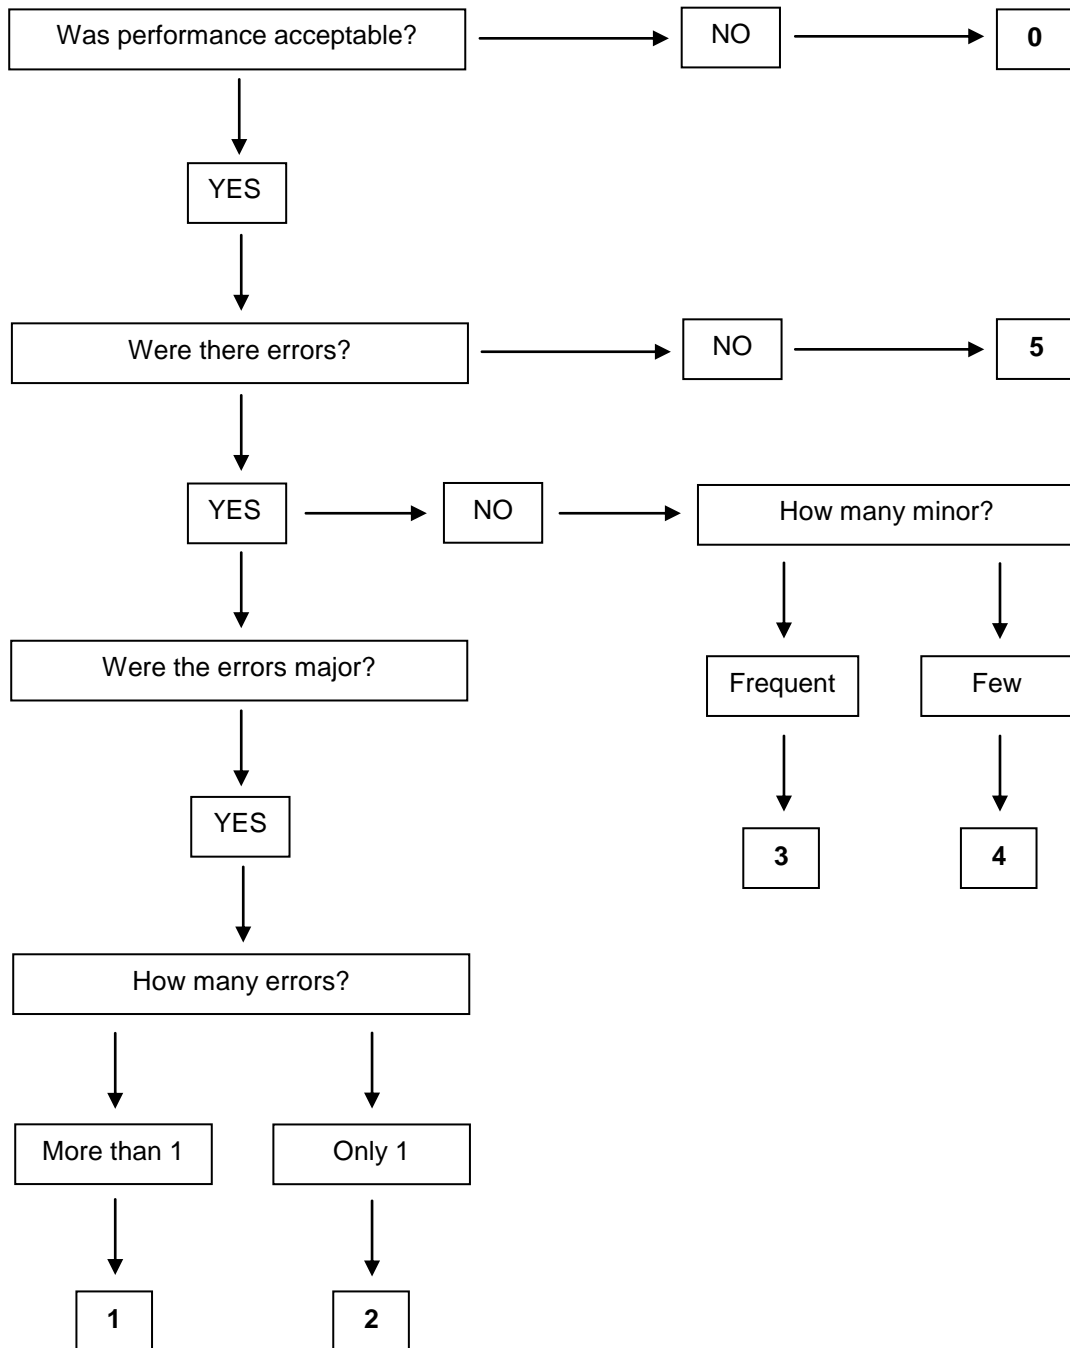 Was performance acceptable?
NO
0
YES
Were there errors?
NO
5
YES
NO
How many minor?
Were the errors major?
Frequent
Few
YES
3
4
How many errors?
More than 1
Only 1
1
2